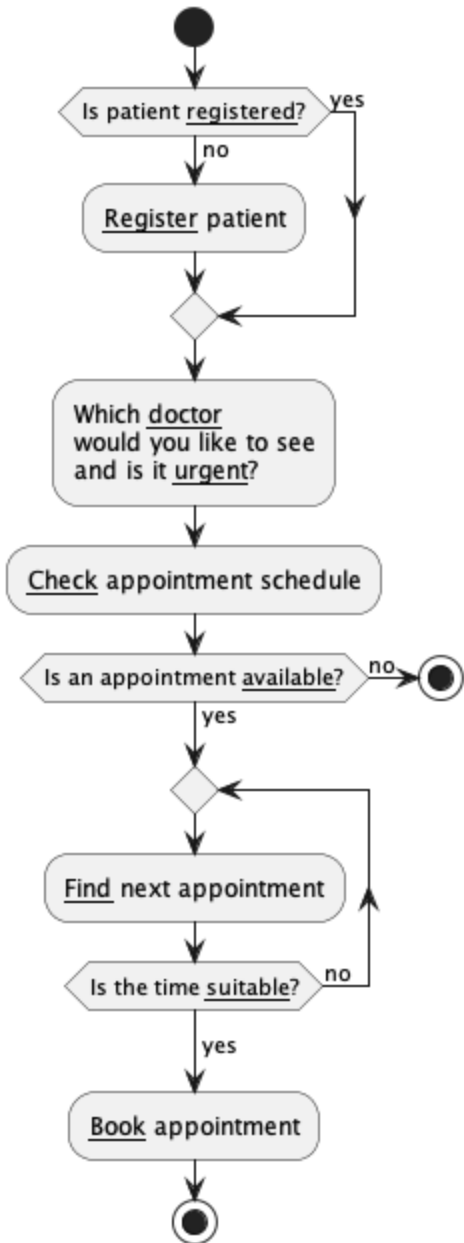 Is patient registered?
yes
no
Register patient
Which doctor
would you like to see
and is it urgent?
Check appointment schedule
Is an appointment available?
no
yes
Find next appointment
Is the time suitable?
no
yes
Book appointment